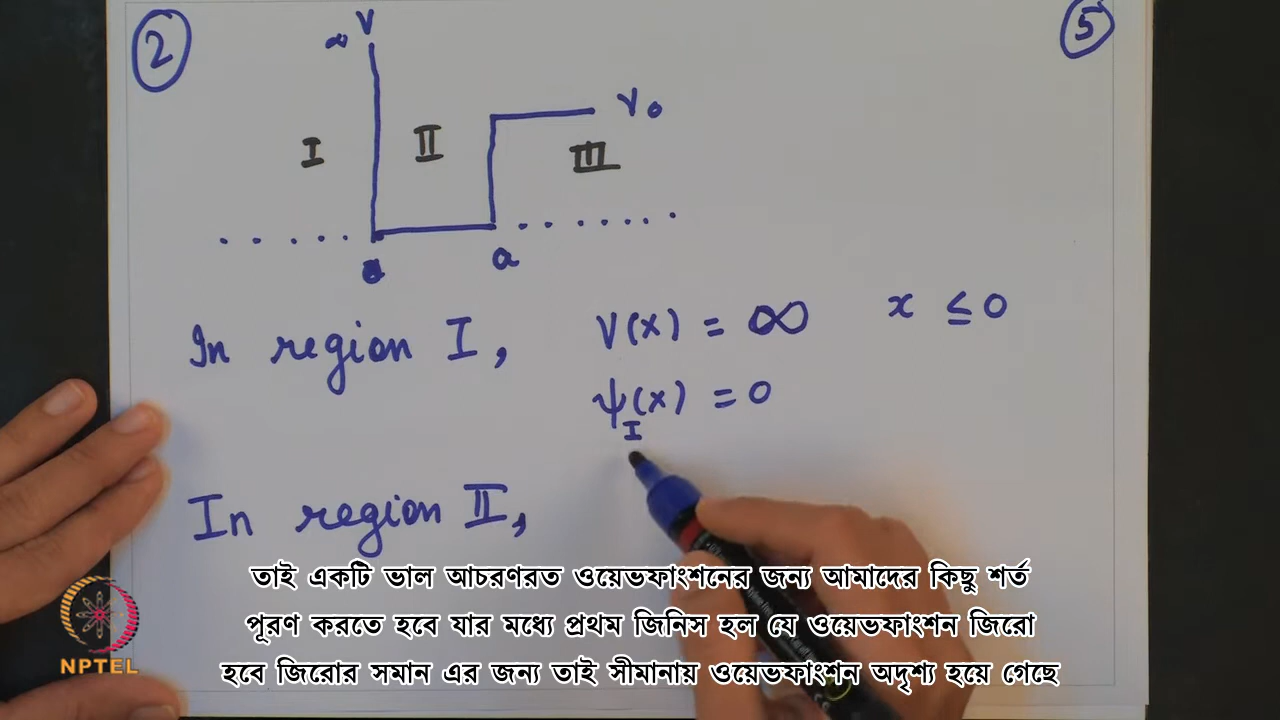 2
5
∞ V
V0
I II III
0 a
In region I, V(x) = ∞ x ≤ 0
ψI(x) = 0
In region II,
তাই একটি ভাল আচরণরত ওয়েভফাংশনের জন্য আমাদের কিছু শর্ত
পূরণ করতে হবে যার মধ্যে প্রথম জিনিস হল যে ওয়েভফাংশন জিরো
হবে জিরোর সমান এর জন্য তাই সীমানায় ওয়েভফাংশন অদৃশ্য হয়ে গেছে
NPTEL